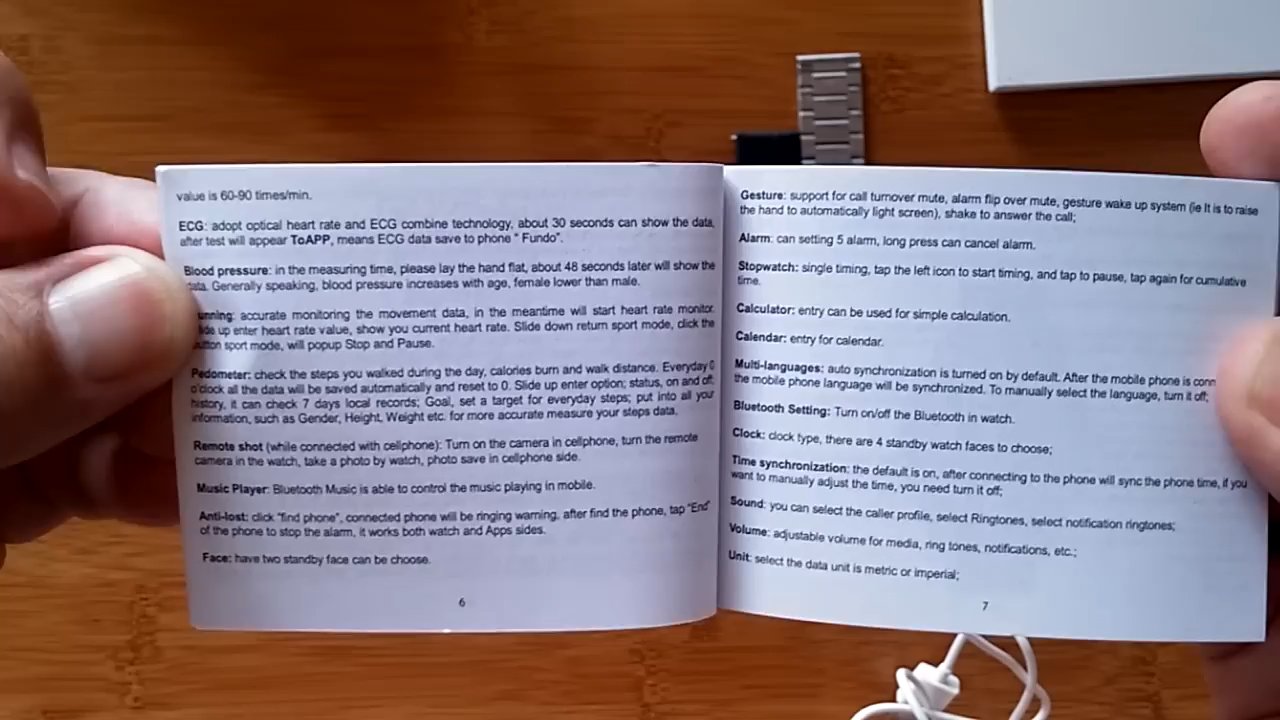 value is 60-90 times/min.
ECG: adopt optical heart rate and ECG combine technology, about 30 seconds can show the data,
after test will appear ToAPP, means ECG data save to phone " Fundo".
Blood pressure: in the measuring time, please lay the hand flat, about 48 seconds later will show the
data. Generally speaking, blood pressure increases with age, female lower than male.
unning: accurate monitoring the movement data, in the meantime will start heart rate monitor.
up enter heart rate value, show you current heart rate. Slide down return sport mode, click the
sport mode, will popup Stop and Pause.
Pedometer: check the steps you walked during the day, calories burn and walk distance. Everyday 0
o'clock all the data will be saved automatically and reset to 0. Slide up enter option; status, on and off;
history, it can check 7 days local records; Goal, set a target for everyday steps; put into all your
information, such as Gender, Height, Weight etc. for more accurate measure your steps data.
Remote shot (while connected with cellphone): Turn on the camera in cellphone, turn the remote
camera in the watch, take a photo by watch, photo save in cellphone side.
Music Player: Bluetooth Music is able to control the music playing in mobile.
Anti-lost: click "find phone", connected phone will be ringing warning, after find the phone, tap "End"
of the phone to stop the alarm, it works both watch and Apps sides.
Face: have two standby face can be choose.
6
Gesture: support for call turnover mute, alarm flip over mute, gesture wake up system (ie It is to raise
the hand to automatically light screen), shake to answer the call;
Alarm: can setting 5 alarm, long press can cancel alarm.
Stopwatch: single timing, tap the left icon to start timing, and tap to pause, tap again for cumulative
time.
Calculator: entry can be used for simple calculation.
Calendar: entry for calendar.
Multi-languages: auto synchronization is turned on by default. After the mobile phone is conn
the mobile phone language will be synchronized. To manually select the language, turn it off;
Bluetooth Setting: Turn on/off the Bluetooth in watch.
Clock: clock type, there are 4 standby watch faces to choose;
Time synchronization: the default is on, after connecting to the phone will sync the phone time, if you
want to manually adjust the time, you need turn it off;
Sound: you can select the caller profile, select Ringtones, select notification ringtones;
Volume: adjustable volume for media, ring tones, notifications, etc.;
Unit: select the data unit is metric or imperial;
7